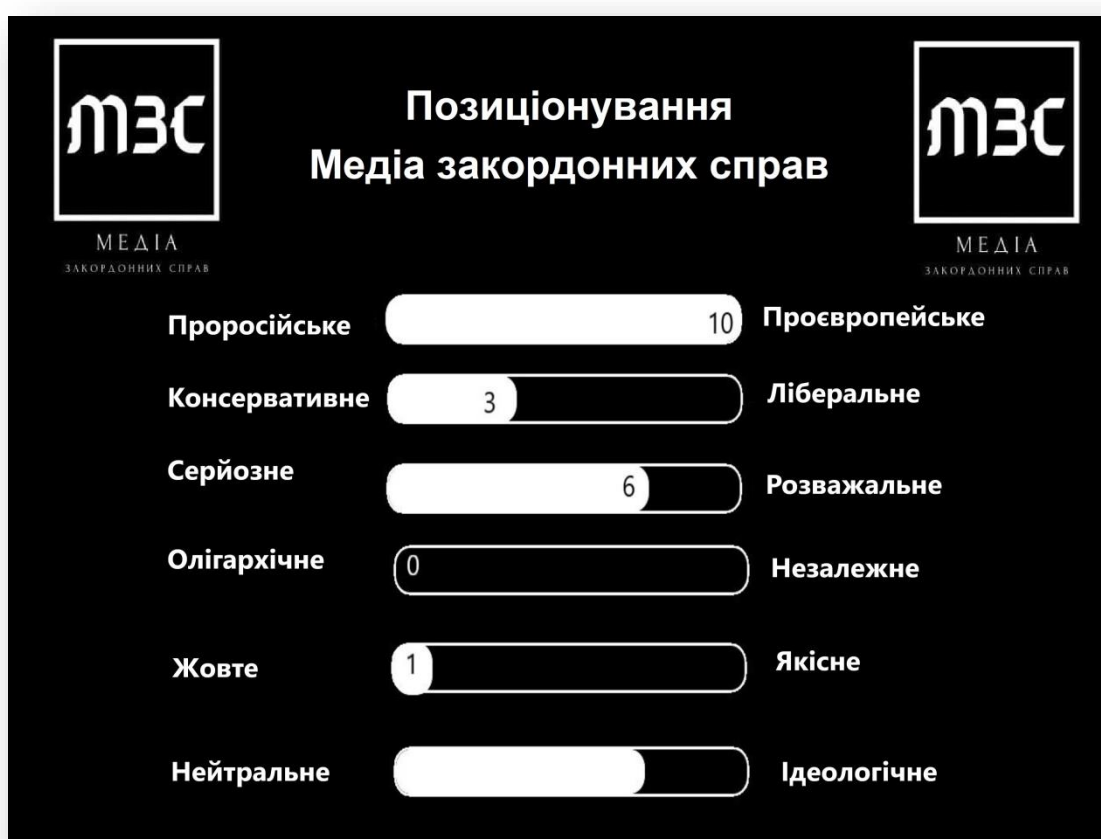 МЗС
МЕДІА
ЗАКОРДОННИХ СПРАВ
Позиціонування
Медіа закордонних справ
МЗС
МЕДІА
ЗАКОРДОННИХ СПРАВ
Проросійське 10 Проєвропейське
Консервативне 3 Ліберальне
Серйозне 6 Розважальне
Олігархічне 0 Незалежне
Жовте 1 Якісне
Нейтральне Ідеологічне